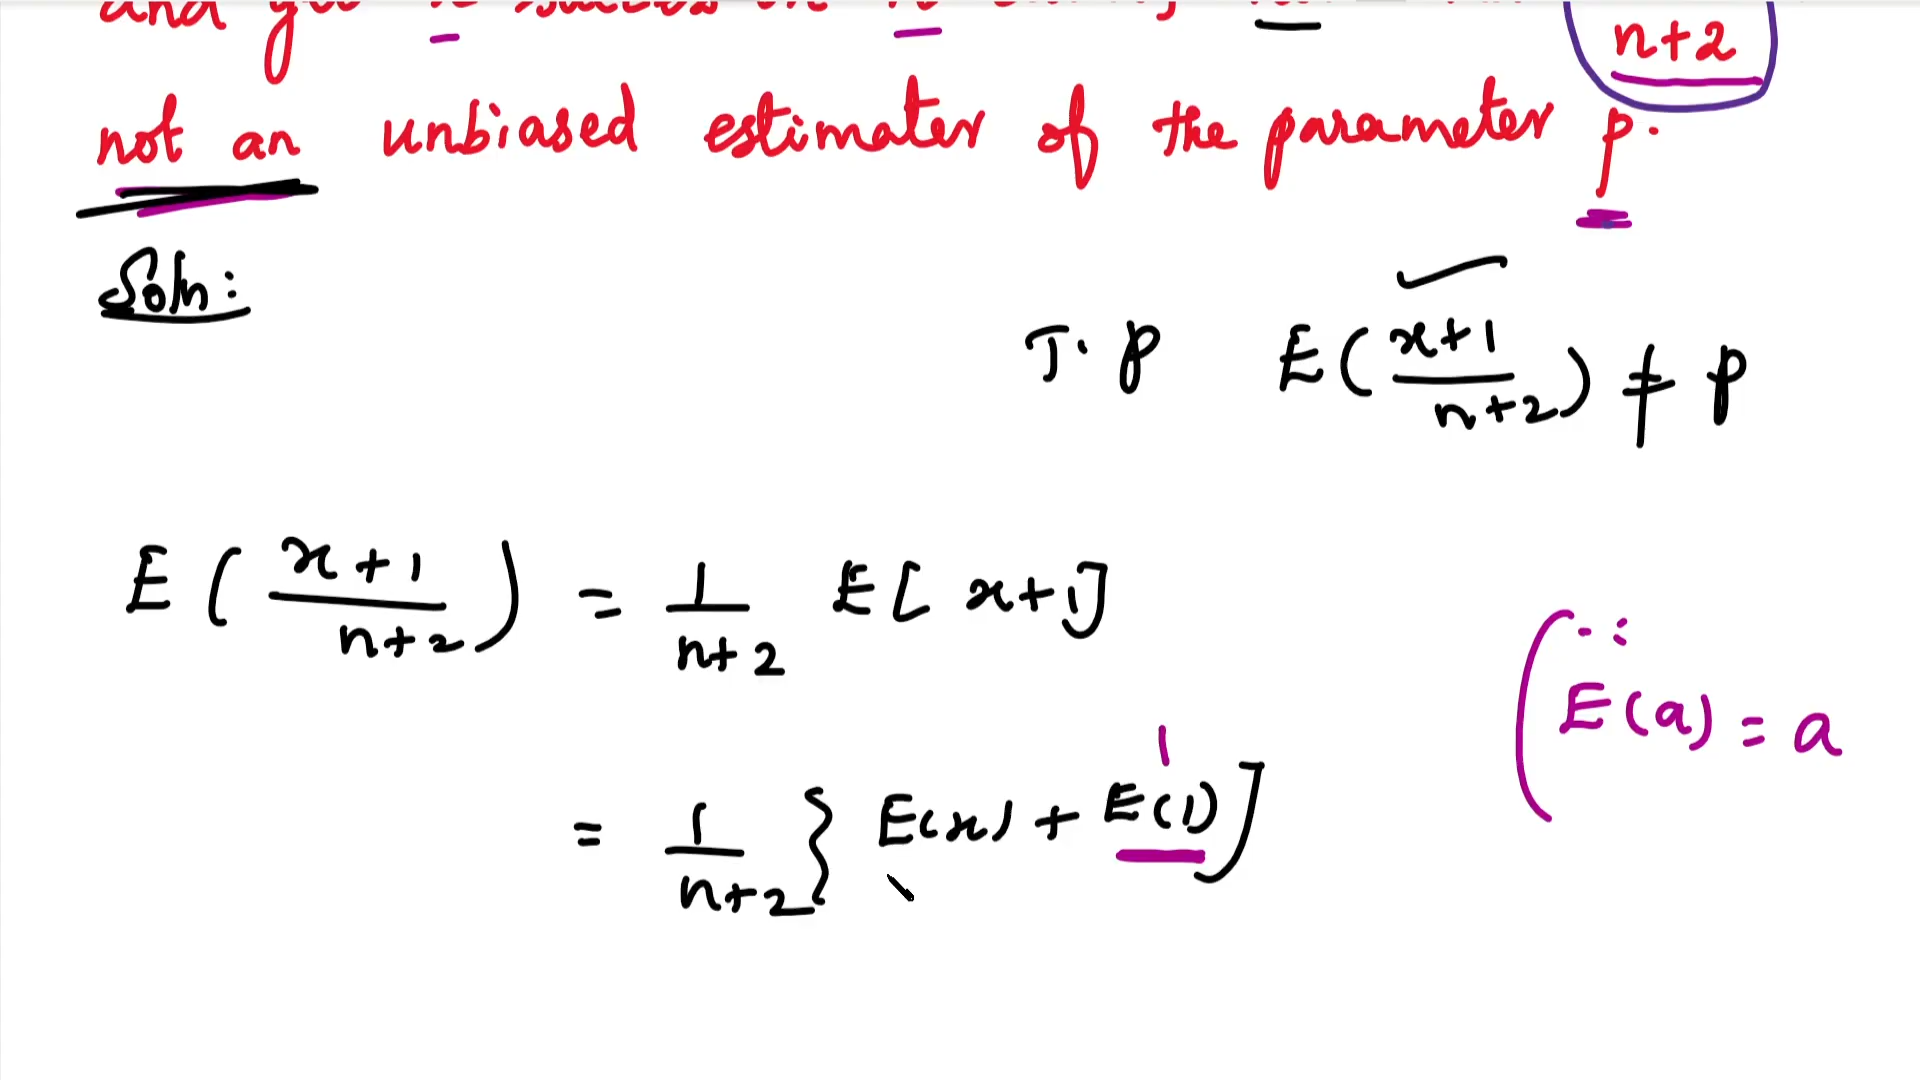 n+2
not an unbiased estimater of the parameter p.
Soln:
T. P E(x+1/n+2) ≠ p
E(x+1/n+2) = 1/n+2 E[x+1]
∵
E(a) = a
1
= 1/n+2 { E(x) + E(1) ]